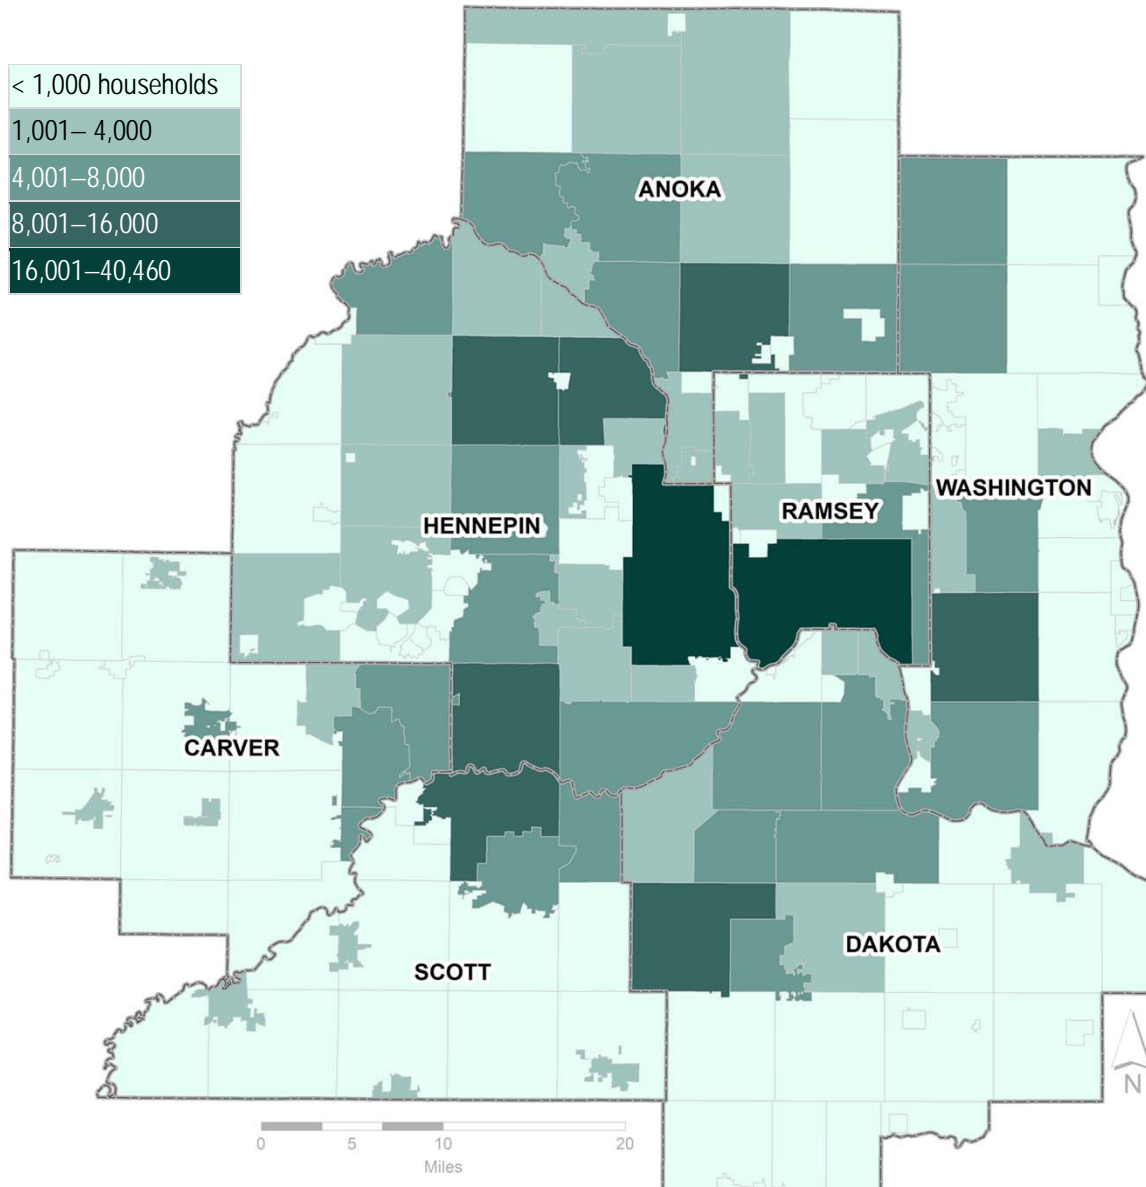 < 1,000 households
1,001– 4,000
4,001–8,000
8,001–16,000
16,001–40,460
ANOKA
WASHINGTON
RAMSEY
HENNEPIN
CARVER
DAKOTA
SCOTT
N
0 5 10 20
Miles